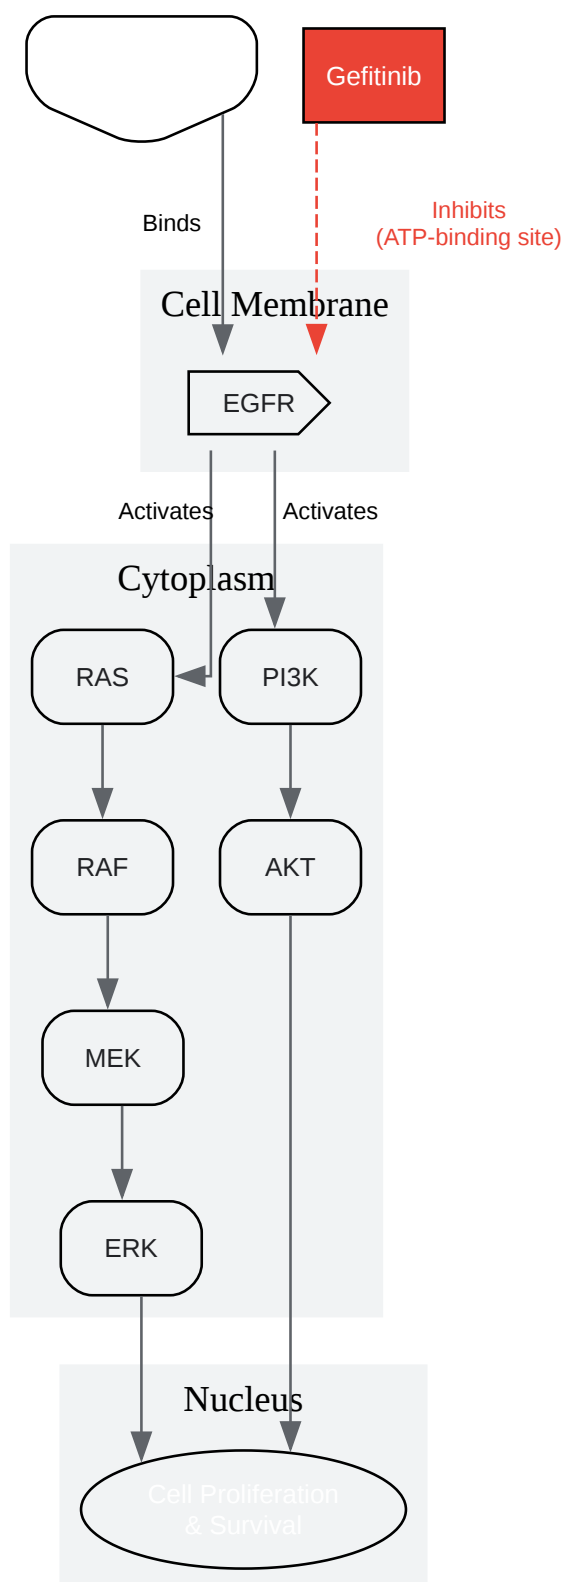 Gefitinib
Binds
Inhibits
(ATP-binding site)
Cell Membrane
EGFR
Activates
Activates
Cytoplasm
RAS
PI3K
RAF
AKT
MEK
ERK
Nucleus
Cell Proliferation
& Survival